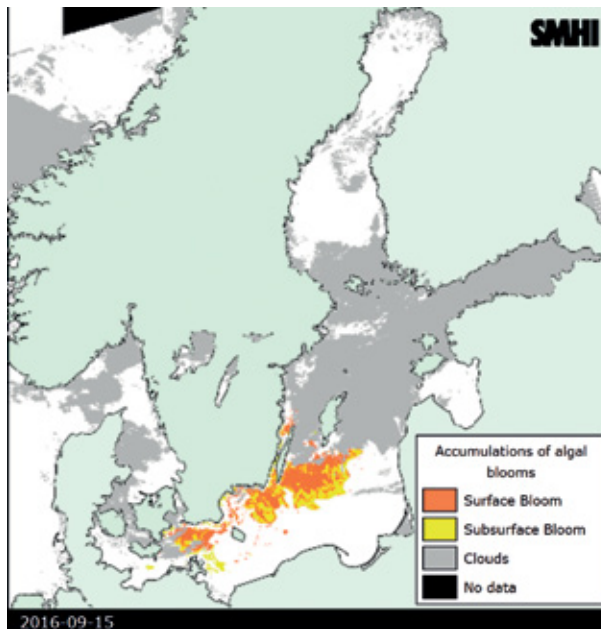 SMHI
Accumulations of algal
blooms
Surface Bloom
Subsurface Bloom
Clouds
No data
2016-09-15